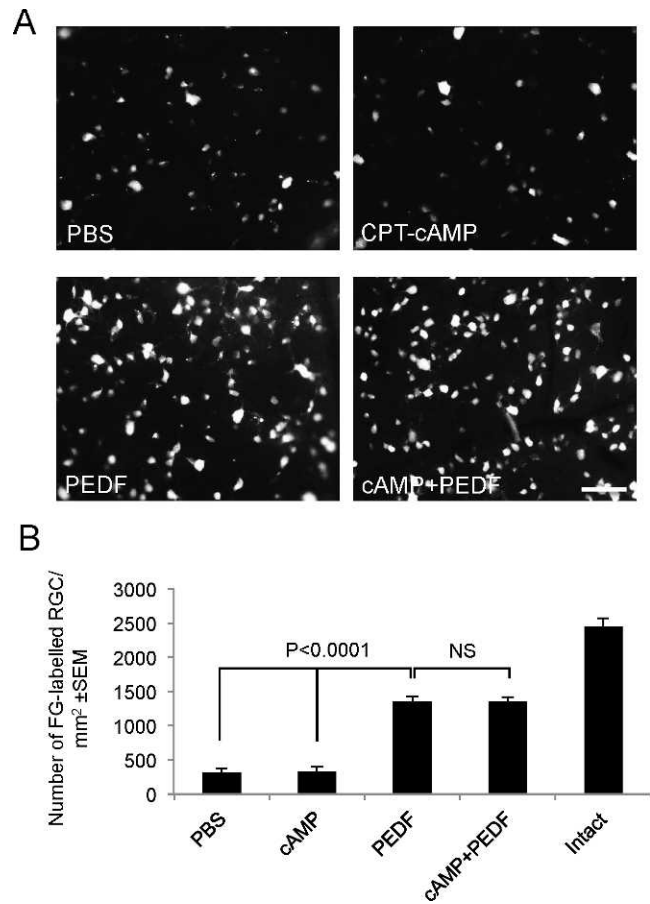 A
PBS
CPT-cAMP
PEDF
cAMP+PEDF
B
Number of FG-labelled RGC/
mm² ±SEM
3000
2500
2000
1500
1000
500
0
P<0.0001
NS
PBS
cAMP
PEDF
cAMP+PEDF
Intact